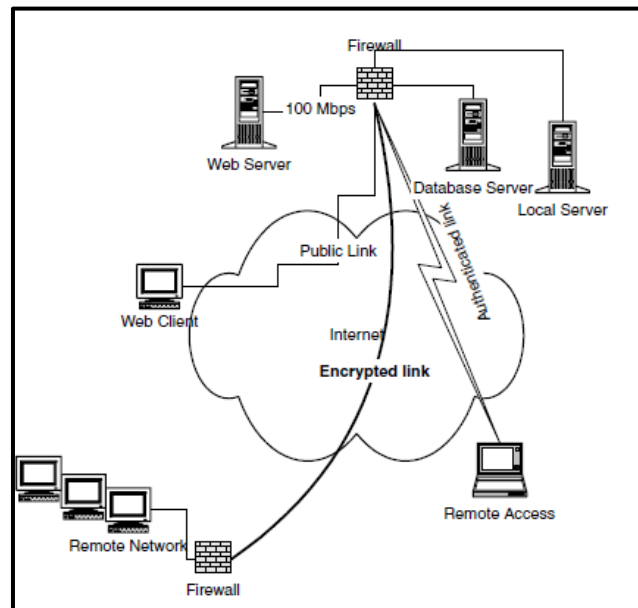 Firewall
100 Mbps
Web Server
Database Server
Local Server
Authenticated link
Public Link
Web Client
Internet
Encrypted link
Remote Access
Remote Network
Firewall